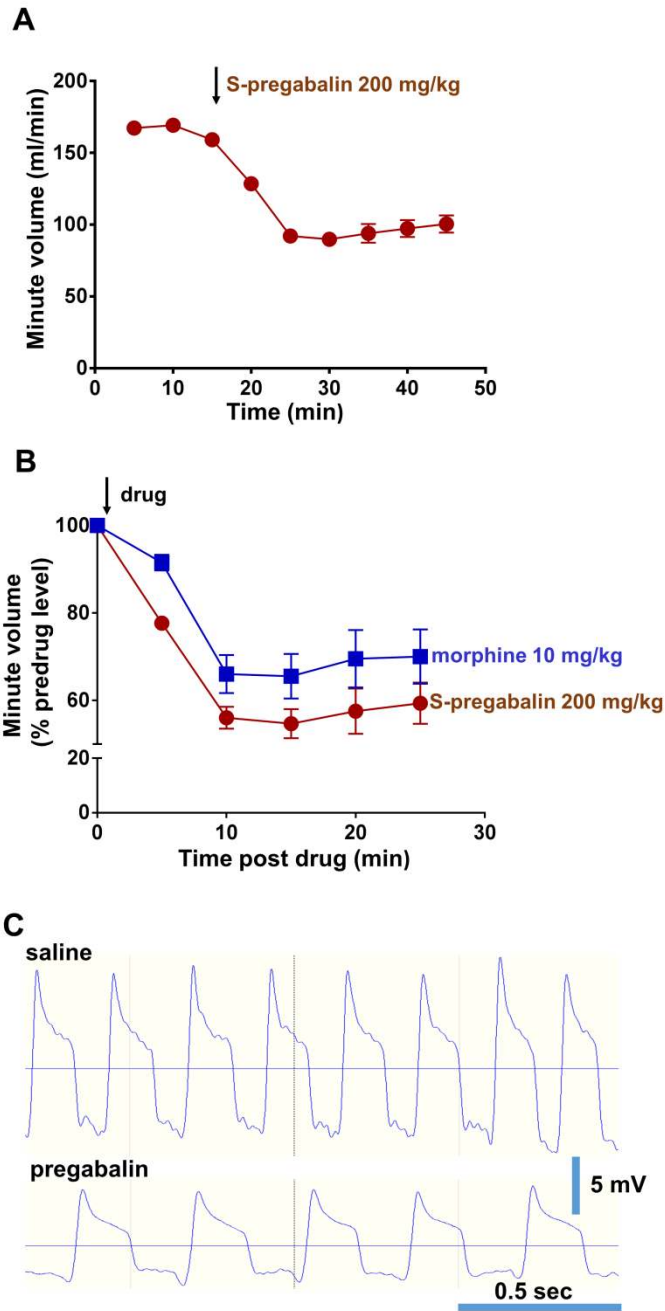 A
S-pregabalin 200 mg/kg
200
150
100
50
0
Minute volume (ml/min)
0 10 20 30 40 50
Time (min)
B
drug
100
80
60
20
0
Minute volume
(% predrug level)
morphine 10 mg/kg
S-pregabalin 200 mg/kg
0 10 20 30
Time post drug (min)
C
saline
pregabalin
5 mV
0.5 sec